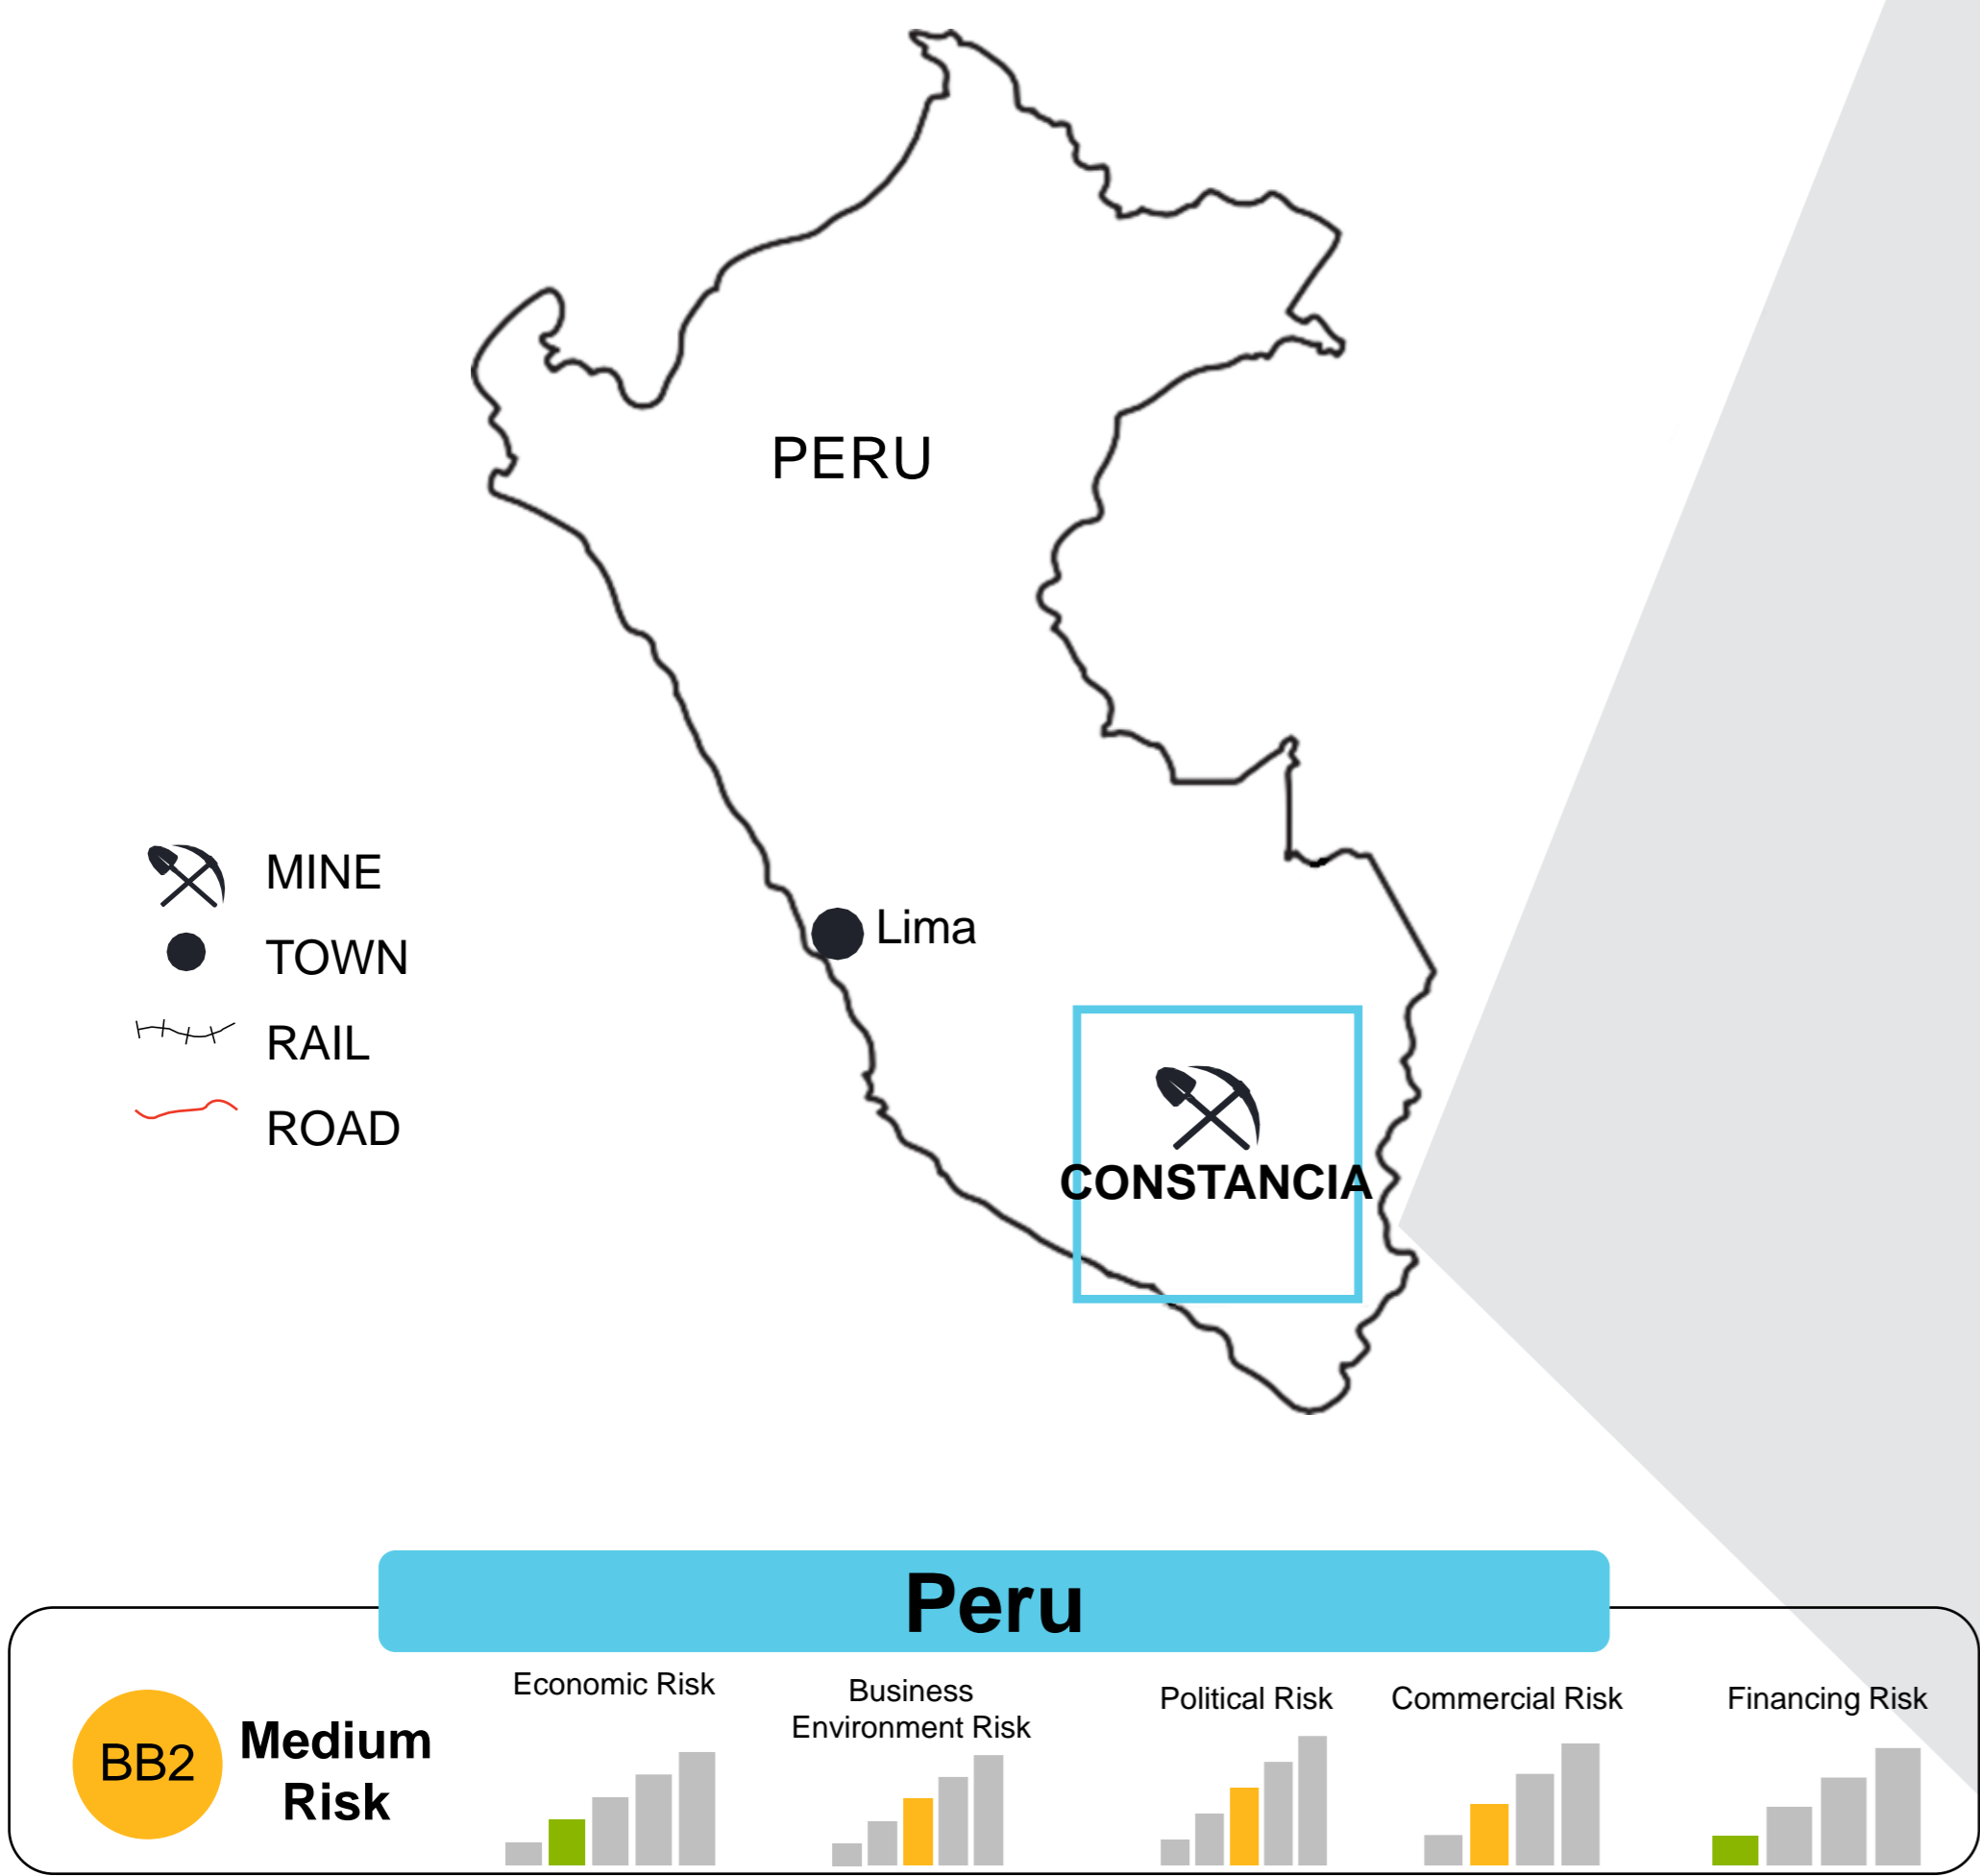 PERU
MINE
TOWN
RAIL
ROAD
Lima
CONSTANCIA
Peru
BB2
Medium
Risk
Economic Risk
Business
Environment Risk
Political Risk
Commercial Risk
Financing Risk